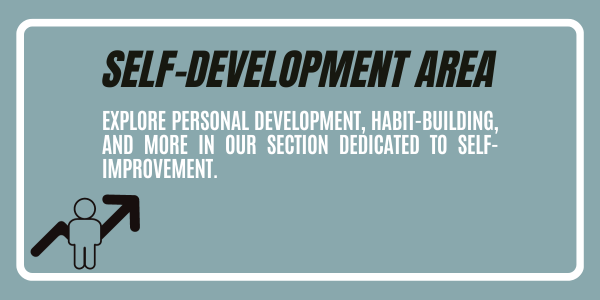 SELF-DEVELOPMENT AREA
EXPLORE PERSONAL DEVELOPMENT, HABIT-BUILDING,
AND MORE IN OUR SECTION DEDICATED TO SELF-
IMPROVEMENT.